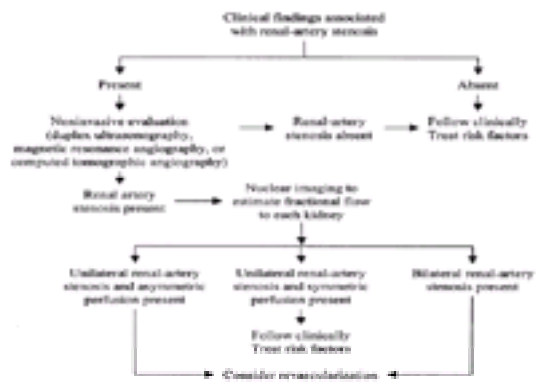 Clinical findings associated
with renal-artery stenosis
Present
Absent
Noninvasive evaluation
(duplex ultrasonography,
magnetic resonance angiography, or
computed tomographic angiography)
Renal-artery
stenosis absent
Follow clinically
Treat risk factors
Renal artery
stenosis present
Nuclear imaging to
estimate fractional flow
to each kidney
Unilateral renal-artery
stenosis and asymmetric
perfusion present
Unilateral renal-artery
stenosis and symmetric
perfusion present
Bilateral renal-artery
stenosis present
Follow clinically
Treat risk factors
Consider revascularization